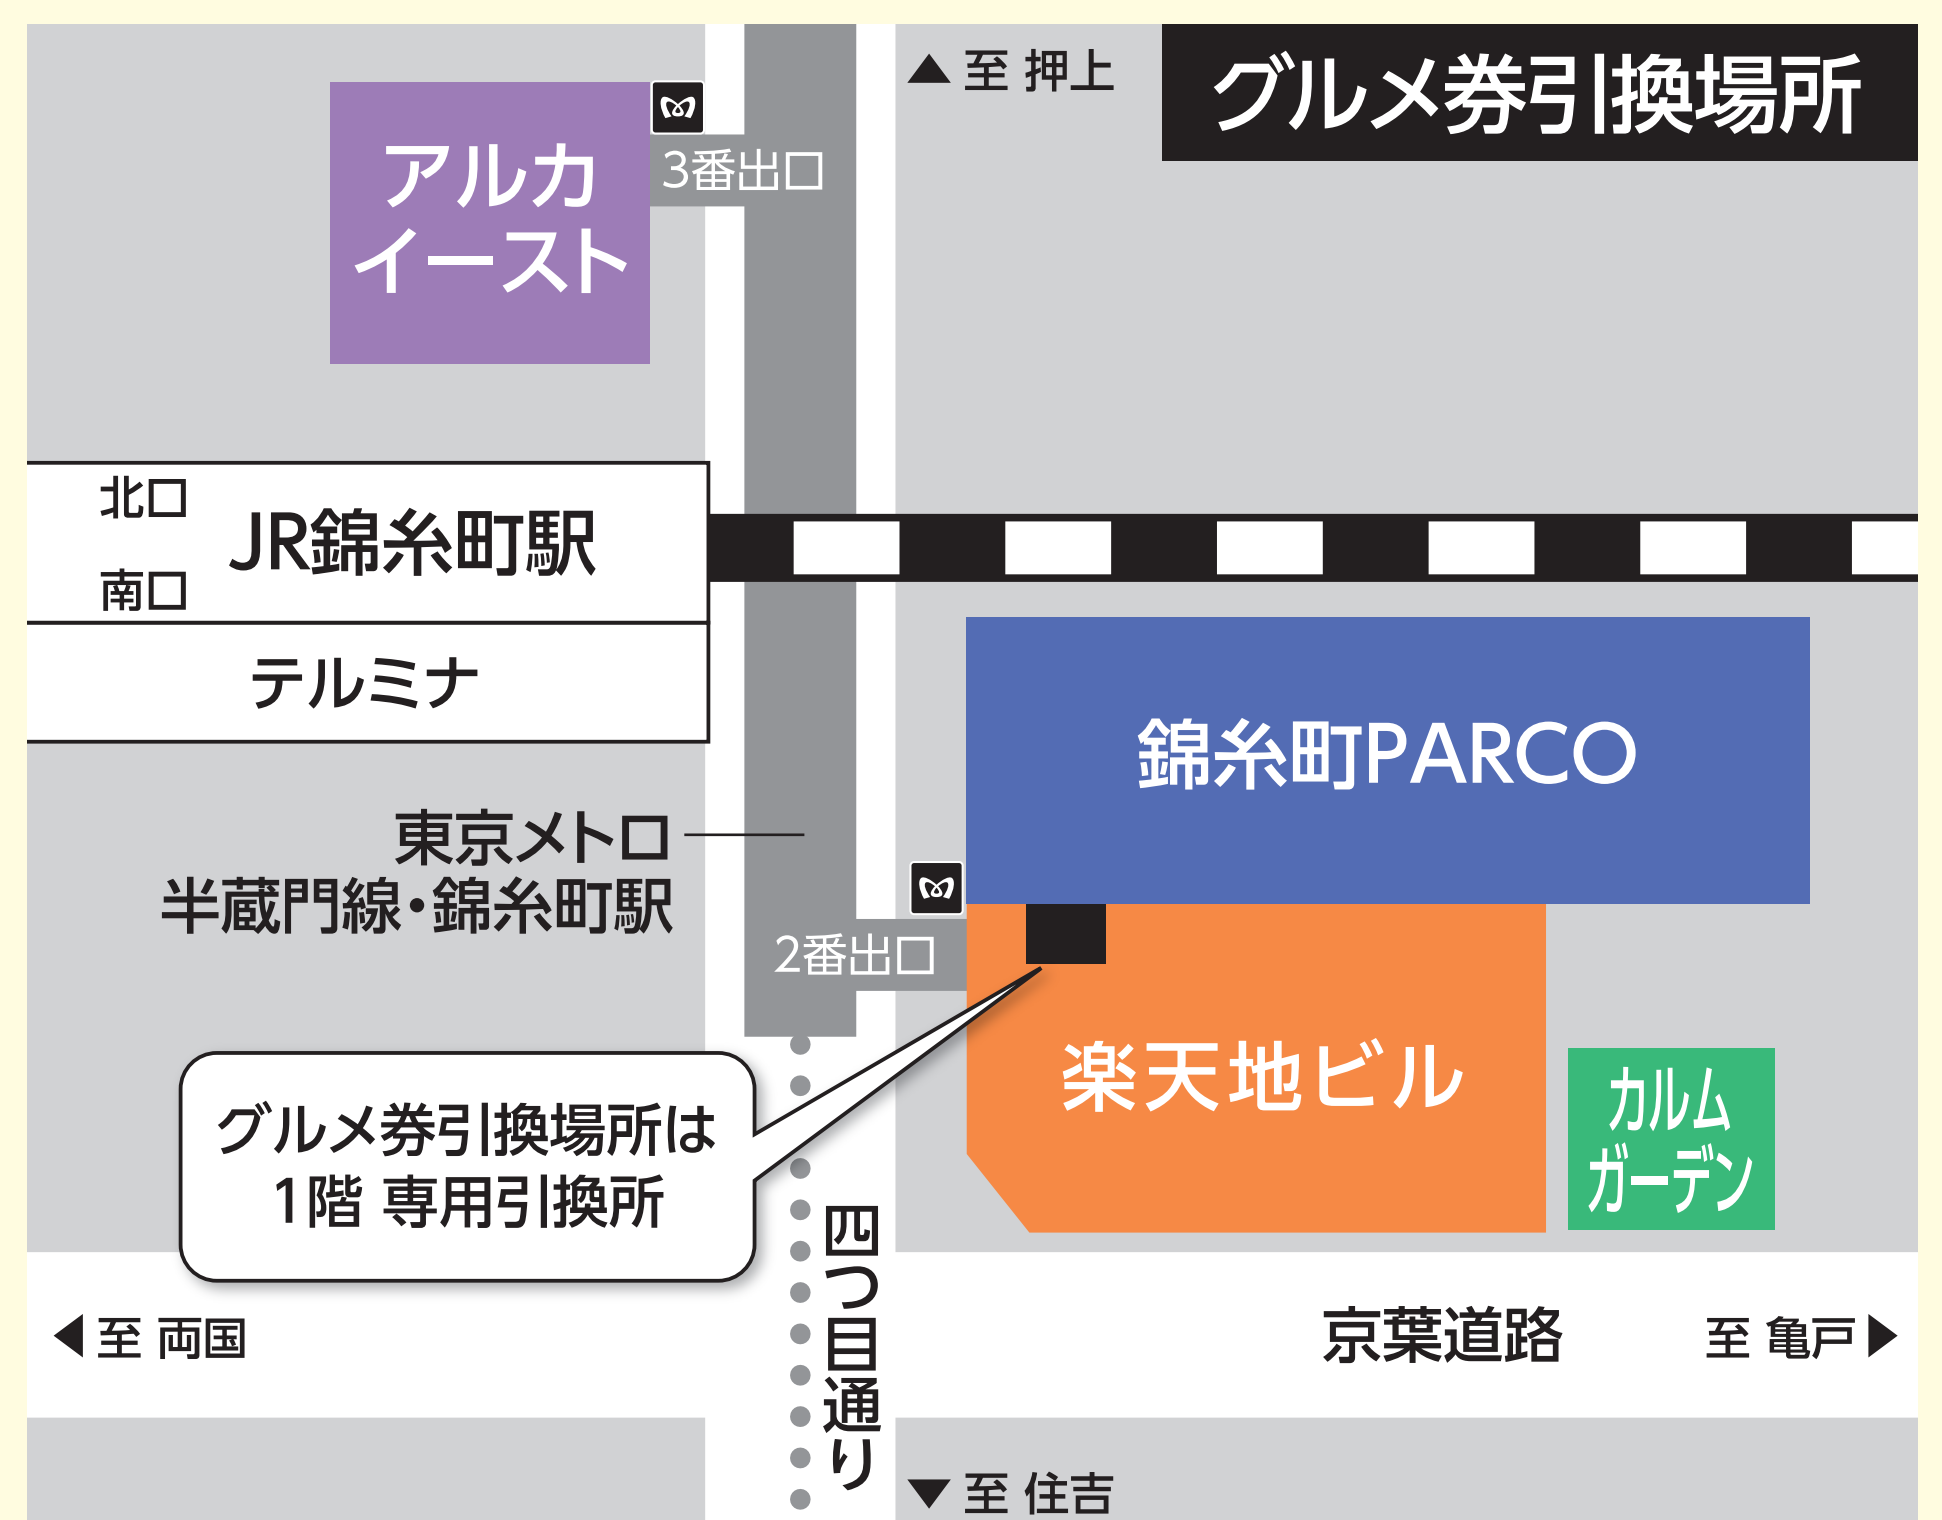 至 押上
グルメ券引換場所
アルカ
イースト
3番出口
北口
JR錦糸町駅
南口
テルミナ
錦糸町PARCO
東京メトロ
半蔵門線・錦糸町駅
2番出口
楽天地ビル
カルム
ガーデン
グルメ券引換場所は
1階 専用引換所
四つ目通り
至 両国
京葉道路
至 亀戸
至 住吉